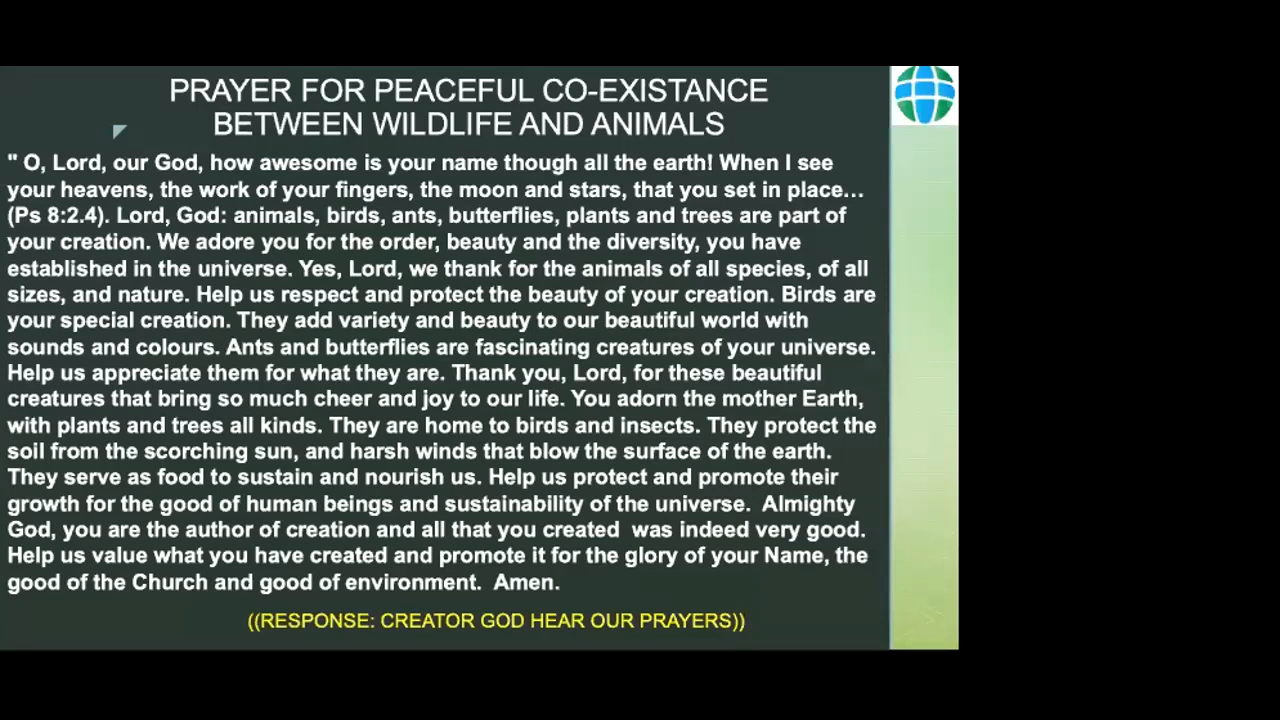 PRAYER FOR PEACEFUL CO-EXISTANCE
BETWEEN WILDLIFE AND ANIMALS
" O, Lord, our God, how awesome is your name though all the earth! When I see
your heavens, the work of your fingers, the moon and stars, that you set in place…
(Ps 8:2.4). Lord, God: animals, birds, ants, butterflies, plants and trees are part of
your creation. We adore you for the order, beauty and the diversity, you have
established in the universe. Yes, Lord, we thank for the animals of all species, of all
sizes, and nature. Help us respect and protect the beauty of your creation. Birds are
your special creation. They add variety and beauty to our beautiful world with
sounds and colours. Ants and butterflies are fascinating creatures of your universe.
Help us appreciate them for what they are. Thank you, Lord, for these beautiful
creatures that bring so much cheer and joy to our life. You adorn the mother Earth,
with plants and trees all kinds. They are home to birds and insects. They protect the
soil from the scorching sun, and harsh winds that blow the surface of the earth.
They serve as food to sustain and nourish us. Help us protect and promote their
growth for the good of human beings and sustainability of the universe.  Almighty
God, you are the author of creation and all that you created  was indeed very good.
Help us value what you have created and promote it for the glory of your Name, the
good of the Church and good of environment.  Amen.
((RESPONSE: CREATOR GOD HEAR OUR PRAYERS))